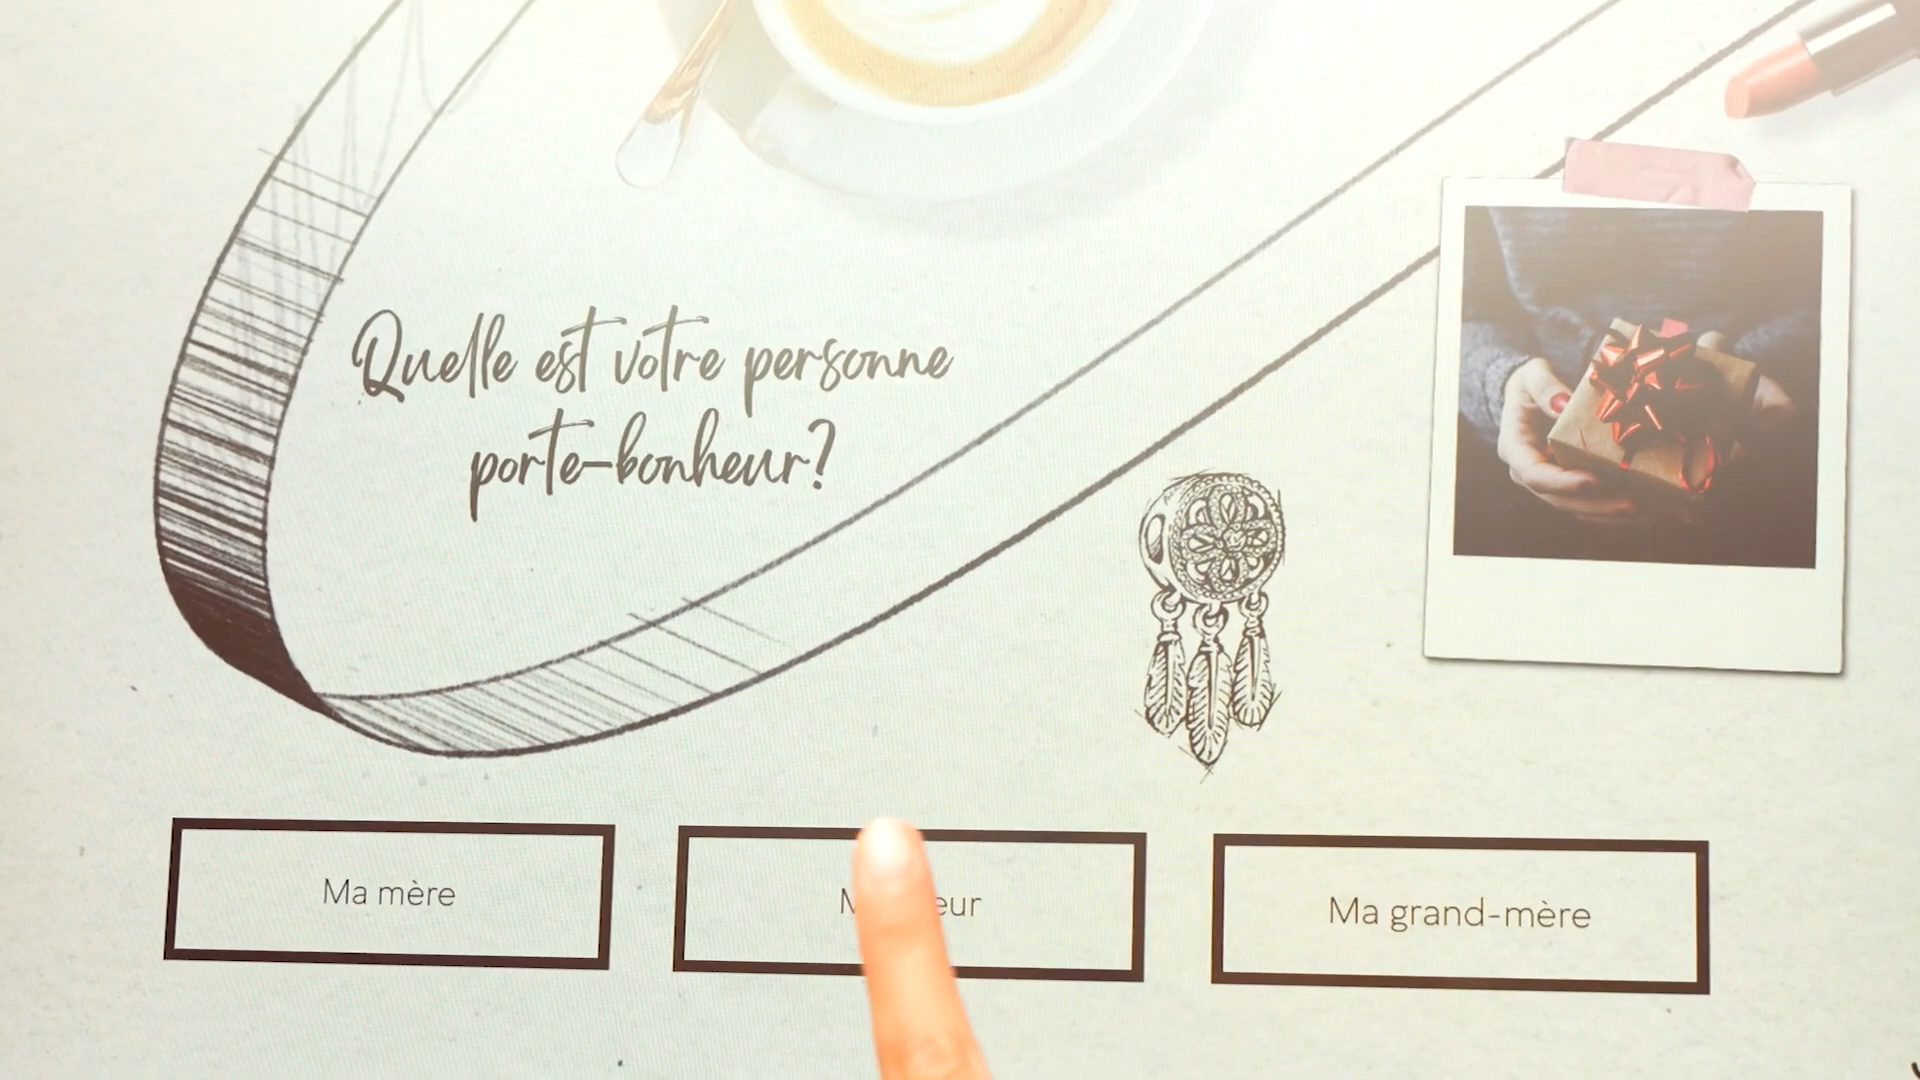 Quelle est votre personne
porte-bonheur?
Ma mère
Ma grand-mère